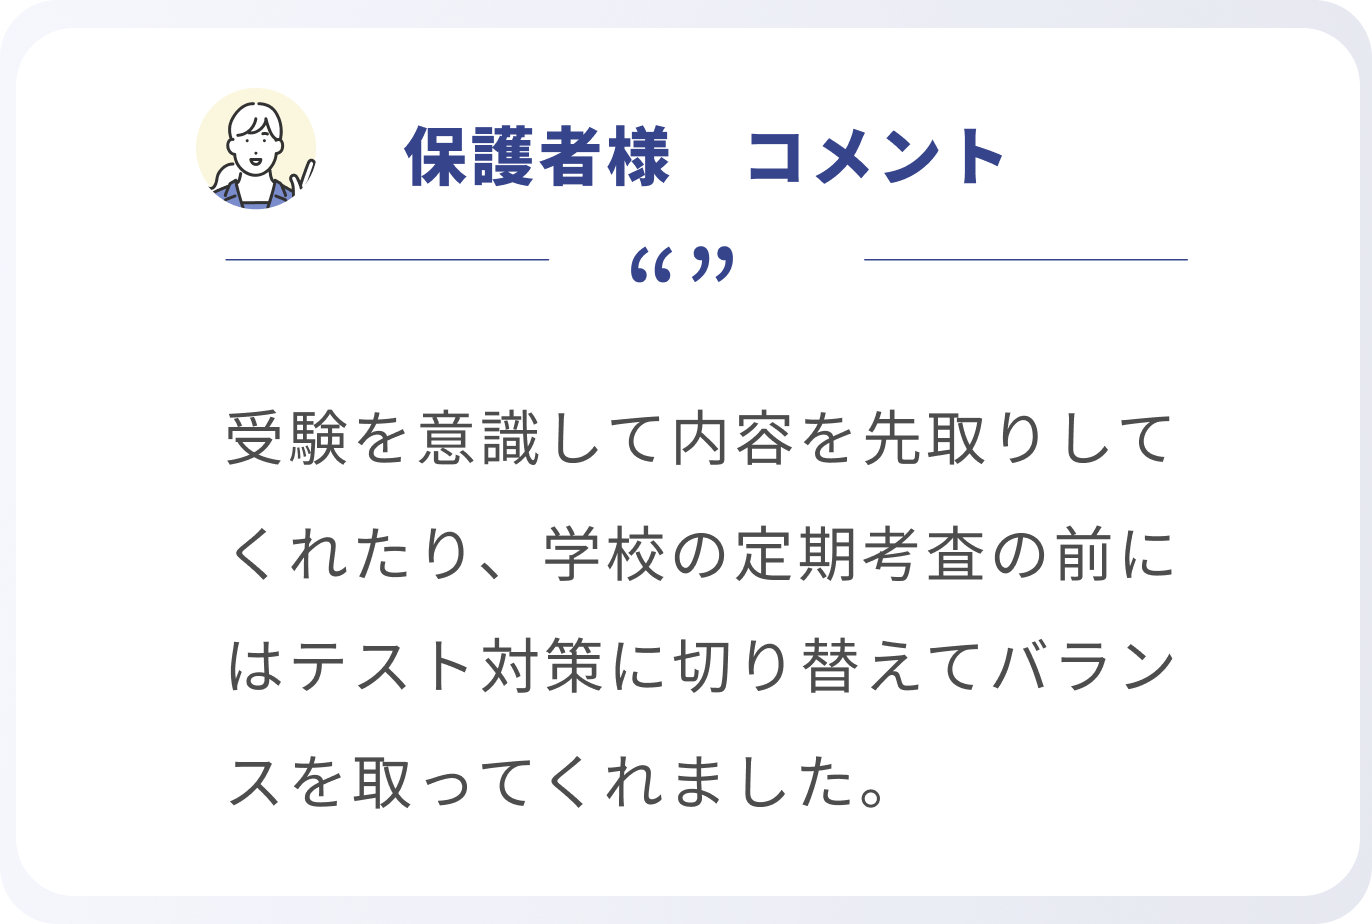 保護者様　コメント
“ ”
受験を意識して内容を先取りして
くれたり、学校の定期考査の前に
はテスト対策に切り替えてバラン
スを取ってくれました。